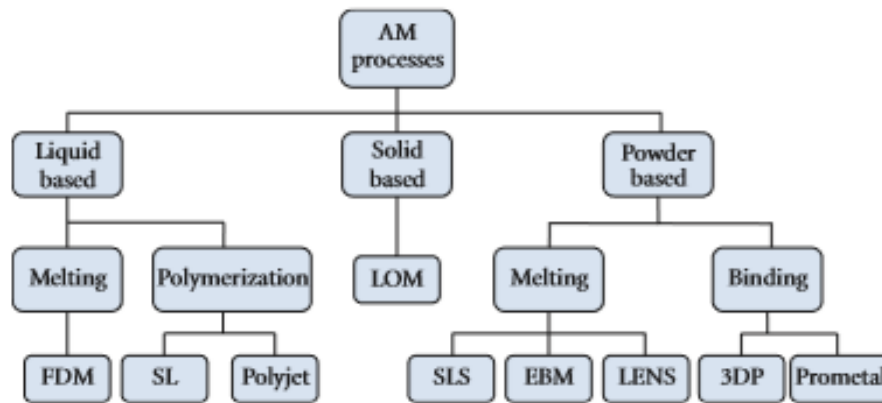 AM
processes
Liquid
based
Solid
based
Powder
based
Melting
Polymerization
LOM
Melting
Binding
FDM
SL
Polyjet
SLS
EBM
LENS
3DP
Prometal